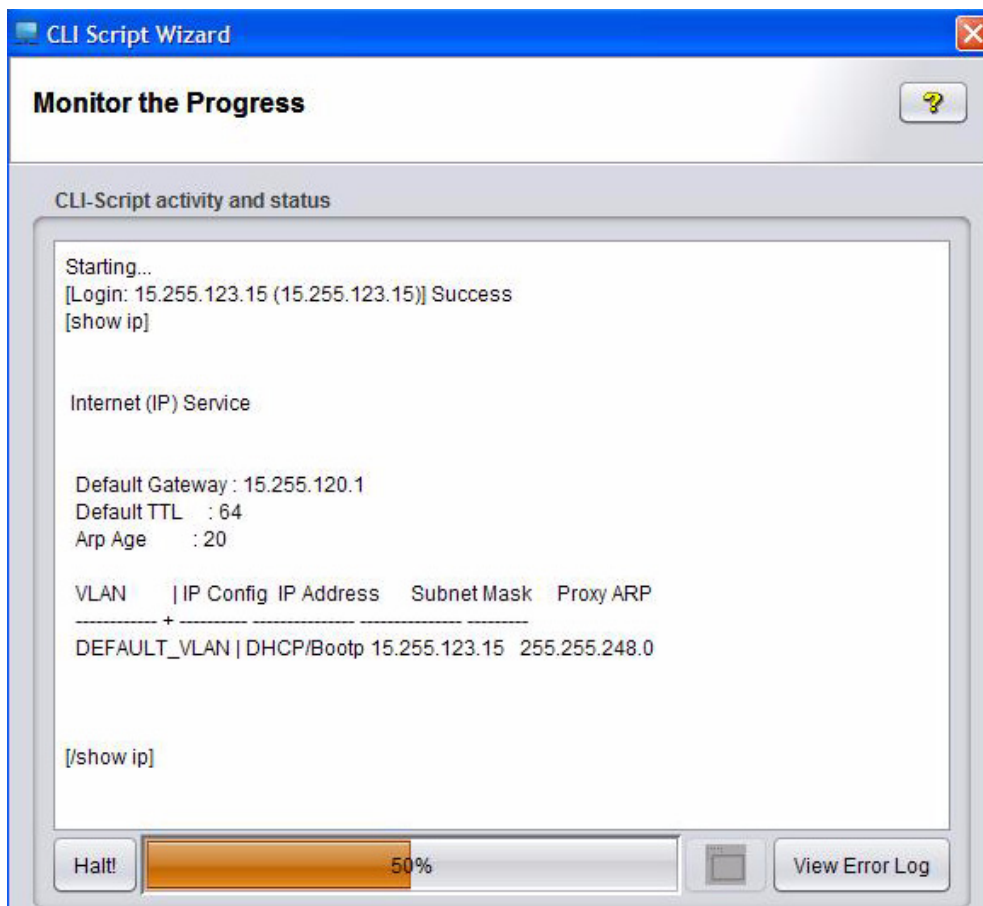 CLI Script Wizard
Monitor the Progress
?
CLI-Script activity and status
Starting...
[Login: 15.255.123.15 (15.255.123.15)] Success
[show ip]
Internet (IP) Service
Default Gateway : 15.255.120.1
Default TTL : 64
Arp Age : 20
VLAN | IP Config IP Address Subnet Mask Proxy ARP
------------- + ---------- --------------- --------------- ---------
DEFAULT_VLAN | DHCP/Bootp 15.255.123.15 255.255.248.0
[/show ip]
Halt! 50% View Error Log